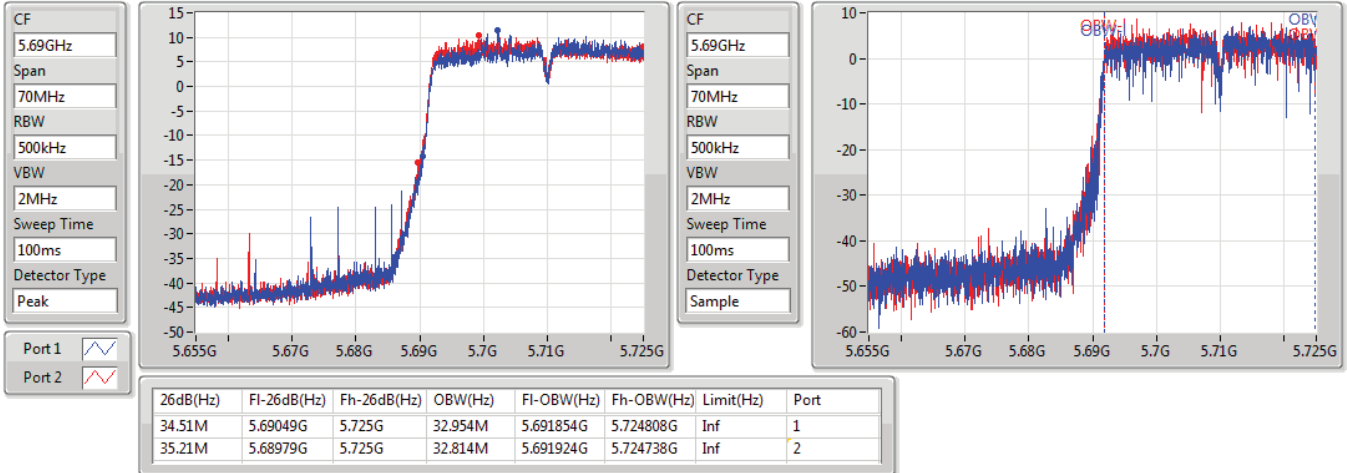 CF
5.69GHz
Span
70MHz
RBW
500kHz
VBW
2MHz
Sweep Time
100ms
Detector Type
Peak
Port 1
Port 2
15
10
5
0
-5
-10
-15
-20
-25
-30
-35
-40
-45
-50
5.655G 5.67G 5.68G 5.69G 5.7G 5.71G 5.725G
CF
5.69GHz
Span
70MHz
RBW
500kHz
VBW
2MHz
Sweep Time
100ms
Detector Type
Sample
10
0
-10
-20
-30
-40
-50
-60
OBW-
OBW-
5.655G 5.67G 5.68G 5.69G 5.7G 5.71G 5.725G
26dB(Hz) Fl-26dB(Hz) Fh-26dB(Hz) OBW(Hz) Fl-OBW(Hz) Fh-OBW(Hz) Limit(Hz) Port
34.51M 5.69049G 5.725G 32.954M 5.691854G 5.724808G Inf 1
35.21M 5.68979G 5.725G 32.814M 5.691924G 5.724738G Inf 2